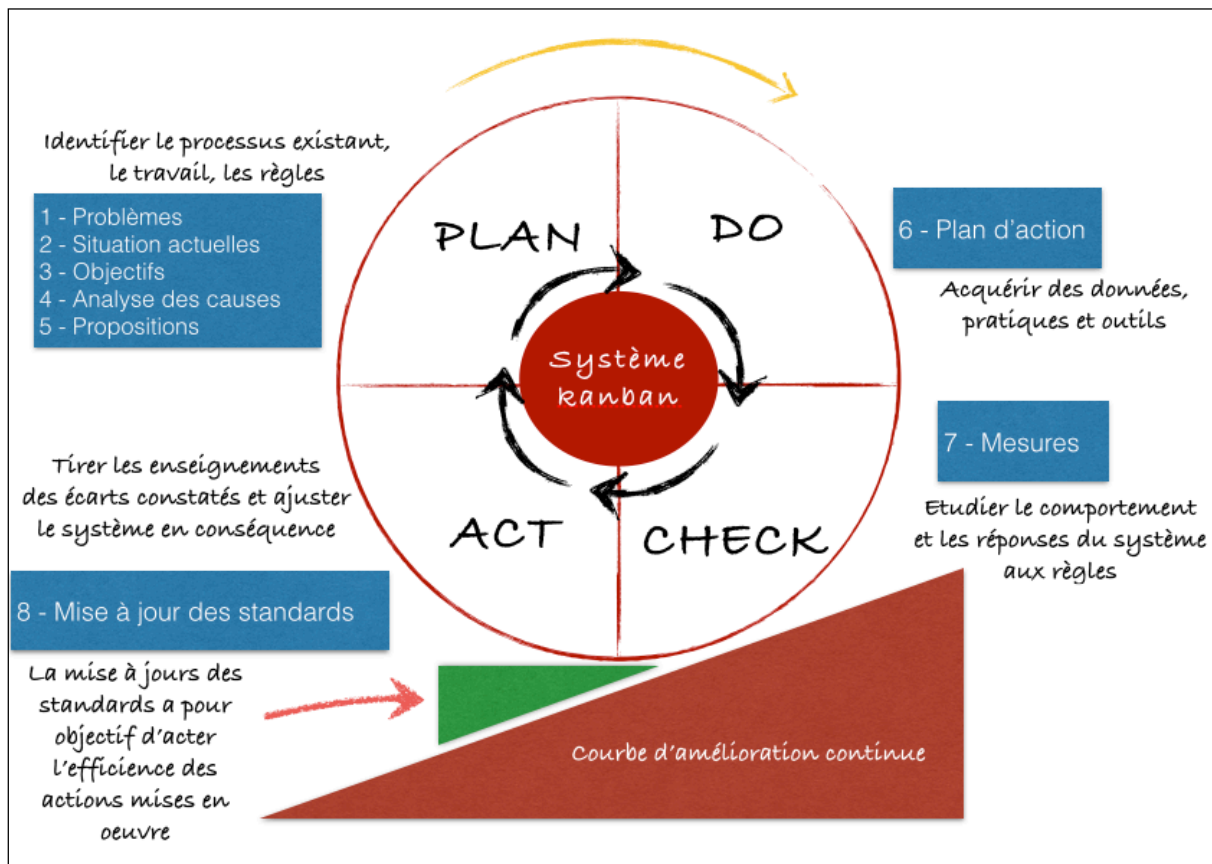 Identifier le processus existant,
le travail, les règles
1 - Problèmes
2 - Situation actuelles
3 - Objectifs
4 - Analyse des causes
5 - Propositions
PLAN
DO
6 - Plan d'action
Acquérir des données,
pratiques et outils
Système
kanban
7 - Mesures
Etudier le comportement
et les réponses du système
aux règles
CHECK
ACT
Tirer les enseignements
des écarts constatés et ajuster
le système en conséquence
8 - Mise à jour des standards
La mise à jours des
standards a pour
objectif d'acter
l'efficience des
actions mises en
oeuvre
Courbe d'amélioration continue